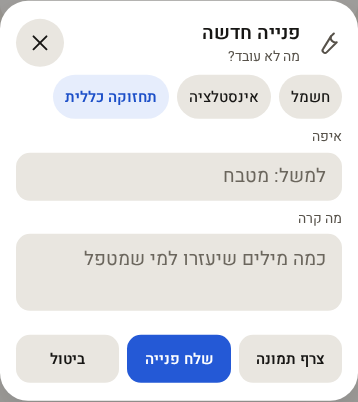 פנייה חדשה
מה לא עובד?
חשמל
אינסטלציה
תחזוקה כללית
איפה
למשל: מטבח
מה קרה
כמה מילים שיעזרו למי שמטפל
צרף תמונה
שלח פנייה
ביטול